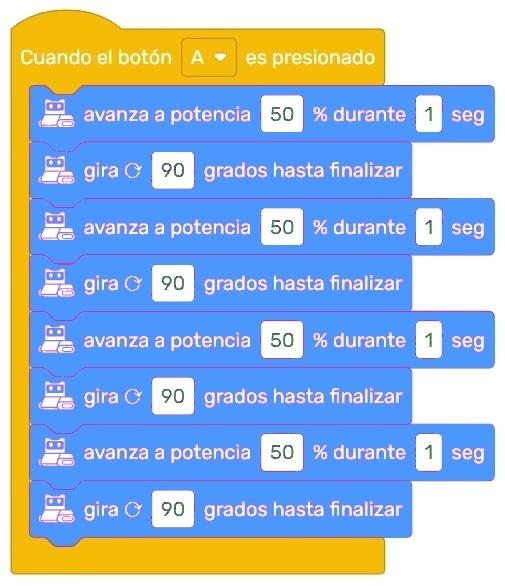 Cuando el botón A es presionado
avanza a potencia 50 % durante 1 seg
gira 90 grados hasta finalizar
avanza a potencia 50 % durante 1 seg
gira 90 grados hasta finalizar
avanza a potencia 50 % durante 1 seg
gira 90 grados hasta finalizar
avanza a potencia 50 % durante 1 seg
gira 90 grados hasta finalizar